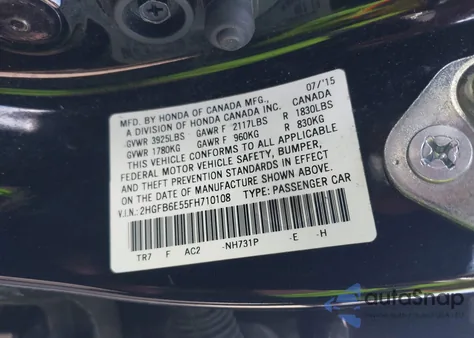 MFD. BY HONDA OF CANADA MFG., 07/'15
A DIVISION OF HONDA CANADA INC. CANADA
GVWR 3925LBS GAWR F 2117LBS R 1830LBS
GVWR 1780KG GAWR F 960KG R 830KG
THIS VEHICLE CONFORMS TO ALL APPLICABLE
FEDERAL MOTOR VEHICLE SAFETY, BUMPER,
AND THEFT PREVENTION STANDARDS IN EFFECT
ON THE DATE OF MANUFACTURE SHOWN ABOVE.
V.I.N.: 2HGFB6E55FH710108 TYPE: PASSENGER CAR
TR7 F AC2 -NH731P -E -H
autoSnap